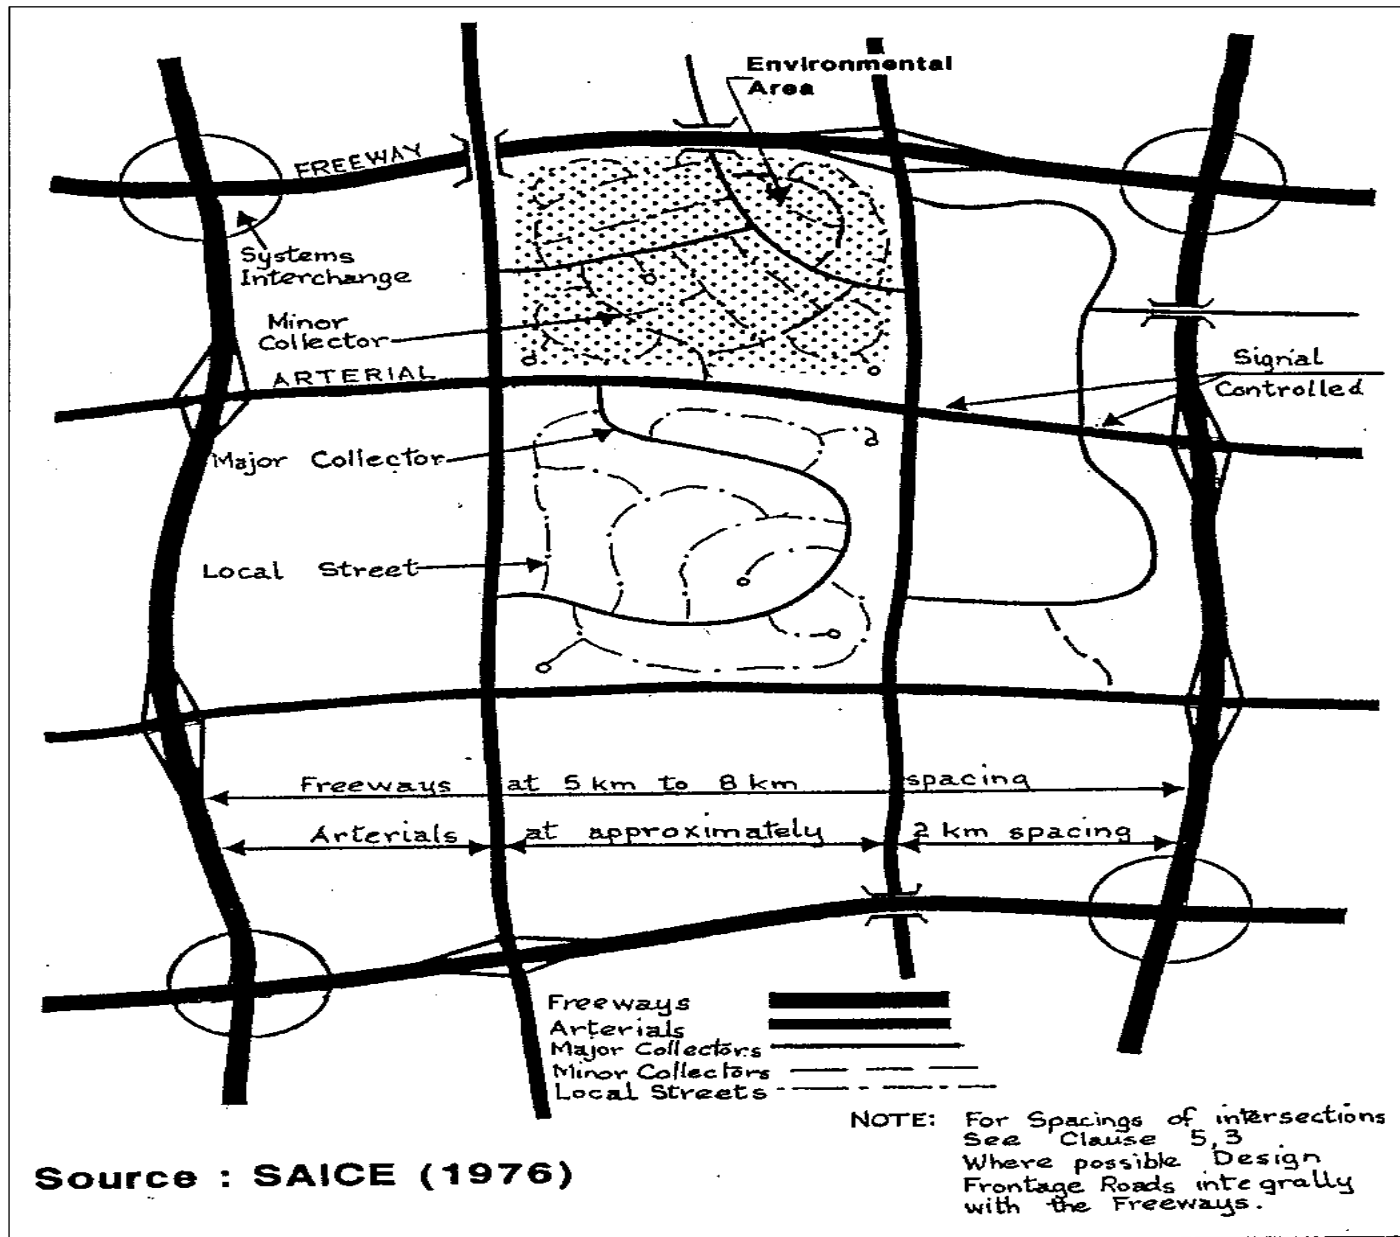 Environmental
Area
FREEWAY
Systems
Interchange
Minor
Collector
ARTERIAL
Signal
Controlled
Major Collector
Local Street
Freeways at 5 km to 8 km spacing
Arterials at approximately 2 km spacing
Freeways
Arterials
Major Collectors
Minor Collectors
Local Streets
NOTE: For Spacings of intersections
See Clause 5,3
Where possible Design
Frontage Roads integrally
with the Freeways.
Source : SAICE (1976)